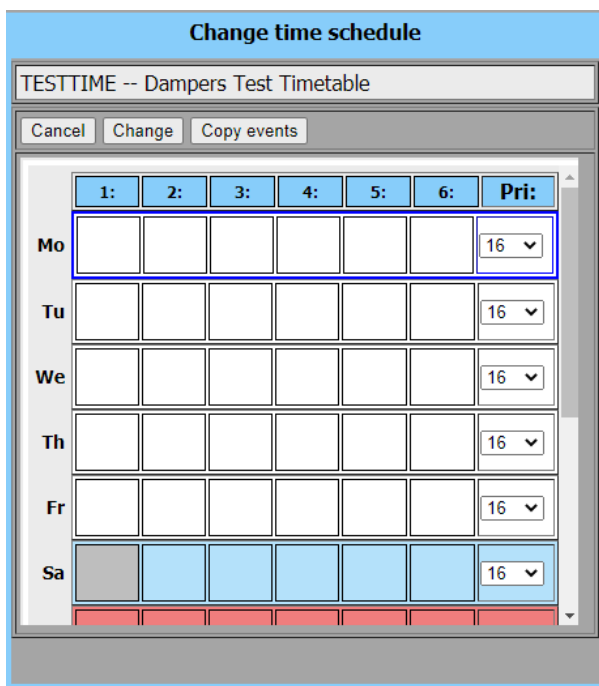 Change time schedule
TESTTIME -- Dampers Test Timetable
Cancel Change Copy events
1: 2: 3: 4: 5: 6: Pri:
Mo 16
Tu 16
We 16
Th 16
Fr 16
Sa 16